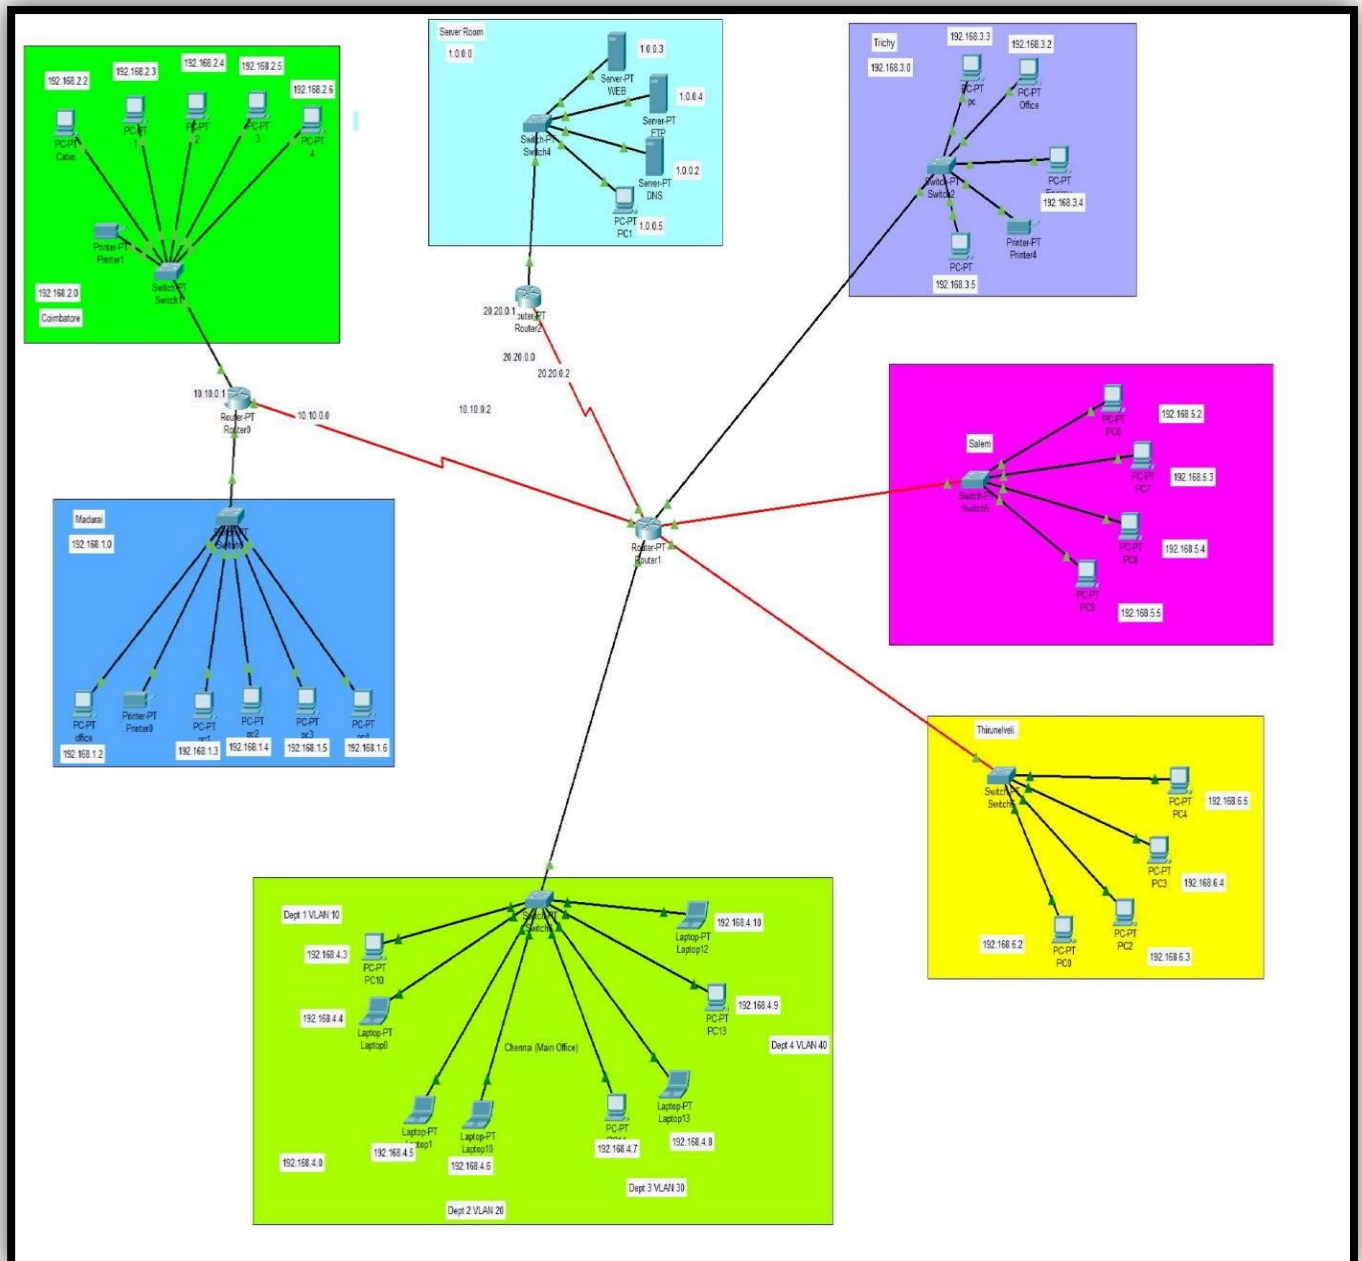 192.168.2.2
192.168.2.3
192.168.2.4
192.168.2.5
192.168.2.6
PC-PT
Cabin
PC-PT
1
PC-PT
2
PC-PT
3
PC-PT
4
Printer-PT
Printer1
Switch-PT
Switch1
192.168.2.0
Coimbatore
Server Room
1.0.0.0
1.0.0.3
Server-PT
WEB
1.0.0.4
Server-PT
FTP
1.0.0.2
Server-PT
DNS
Switch-PT
Switch4
PC-PT
PC1
1.0.0.5
Trichy
192.168.3.0
192.168.3.3
192.168.3.2
PC-PT
pc
PC-PT
Office
PC-PT
192.168.3.4
Switch-PT
Switch2
Printer-PT
Printer4
PC-PT
192.168.3.5
20.20.0.1
Router2
20.20.0.0
20.20.0.2
10.10.0.1
Router-PT
Router0
10.10.0.0
10.10.0.2
Router-PT
Router1
Salem
Switch-PT
PC-PT
PC6
192.168.5.2
PC-PT
PC7
192.168.5.3
PC-PT
PC8
192.168.5.4
PC-PT
PC9
192.168.5.5
Madurai
192.168.1.0
PC-PT
office
192.168.1.2
Printer-PT
Printer0
PC-PT
pc1
192.168.1.3
PC-PT
pc2
192.168.1.4
PC-PT
pc3
192.168.1.5
PC-PT
pc4
192.168.1.6
Thirunelveli.
Switch-PT
PC-PT
PC4
192.168.6.5
PC-PT
PC3
192.168.6.4
PC-PT
PC2
192.168.6.3
192.168.6.2
PC-PT
PC0
Dept 1 VLAN 10
192.168.4.3
PC-PT
PC10
192.168.4.4
Laptop-PT
Laptop0
Switch-PT
Laptop-PT
Laptop12
192.168.4.10
PC-PT
PC13
192.168.4.9
Chennai (Main Office)
Dept 4 VLAN 40
Laptop-PT
Laptop1
192.168.4.5
Laptop-PT
Laptop10
192.168.4.6
PC-PT
192.168.4.7
Laptop-PT
Laptop13
192.168.4.8
192.168.4.0
Dept 3 VLAN 30
Dept 2 VLAN 20